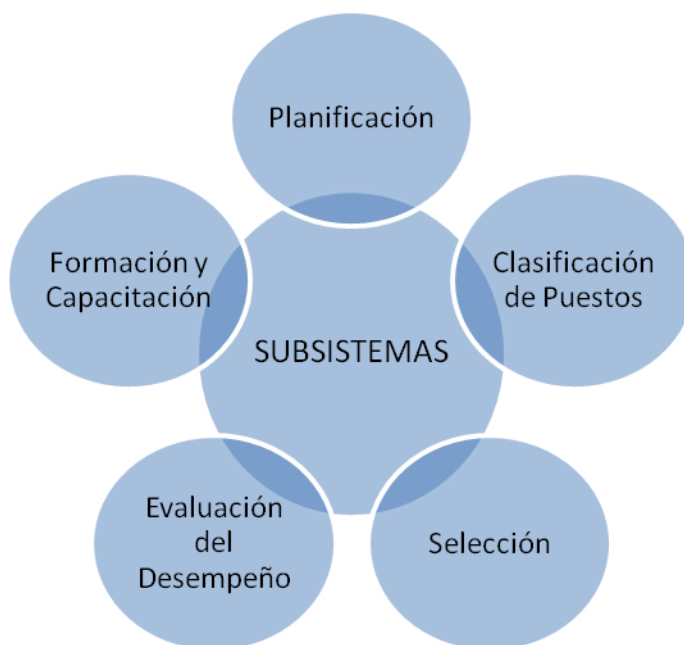 Planificación
Formación y
Capacitación
Clasificación
de Puestos
SUBSISTEMAS
Evaluación
del
Desempeño
Selección